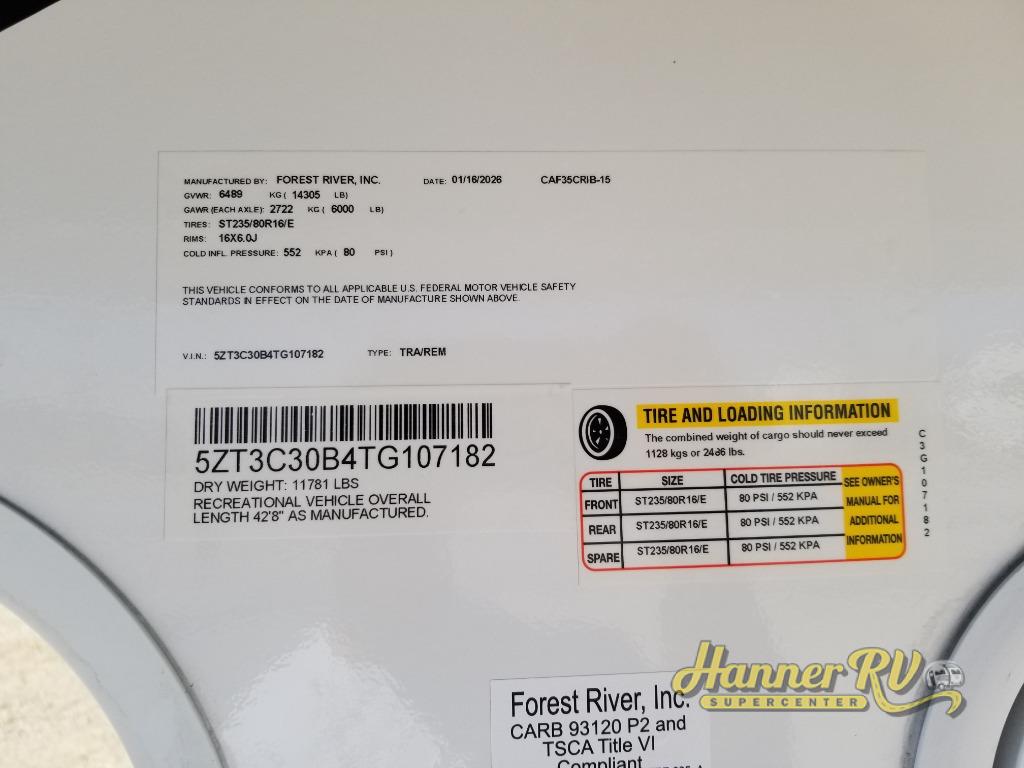 MANUFACTURED BY: FOREST RIVER, INC. DATE: 01/16/2026 CAF35CRIB-15
GVWR: 6489 KG ( 14305 LB)
GAWR (EACH AXLE): 2722 KG ( 6000 LB)
TIRES: ST235/80R16/E
RIMS: 16X6.0J
COLD INFL. PRESSURE: 552 KPA ( 80 PSI )
THIS VEHICLE CONFORMS TO ALL APPLICABLE U.S. FEDERAL MOTOR VEHICLE SAFETY
STANDARDS IN EFFECT ON THE DATE OF MANUFACTURE SHOWN ABOVE.
V.I.N.: 5ZT3C30B4TG107182 TYPE: TRA/REM
5ZT3C30B4TG107182
DRY WEIGHT: 11781 LBS
RECREATIONAL VEHICLE OVERALL
LENGTH 42'8" AS MANUFACTURED.
TIRE AND LOADING INFORMATION
The combined weight of cargo should never exceed
1128 kgs or lbs.
TIRE SIZE COLD TIRE PRESSURE
FRONT ST235/80R16/E 80 PSI / 552 KPA
REAR ST235/80R16/E 80 PSI / 552 KPA
SPARE ST235/80R16/E 80 PSI / 552 KPA
SEE OWNER'S
MANUAL FOR
ADDITIONAL
INFORMATION
C3G107182
Forest River, Inc.
CARB 93120 P2 and
TSCA Title VI
Compliant
Hanner RV
SUPERCENTER